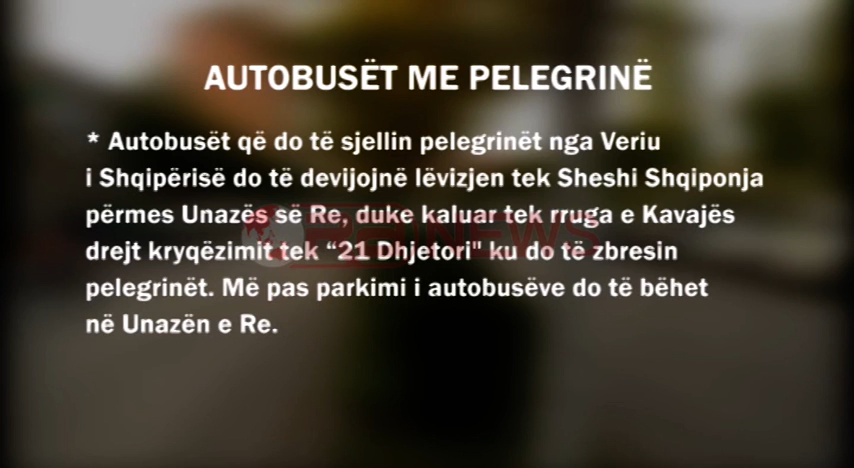 AUTOBUSËT ME PELEGRINË
* Autobusët që do të sjellin pelegrinët nga Veriu
i Shqipërisë do të devijojnë lëvizjen tek Sheshi Shqiponja
përmes Unazës së Re, duke kaluar tek rruga e Kavajës
drejt kryqëzimit tek “21 Dhjetori" ku do të zbresin
pelegrinët. Më pas parkimi i autobusëve do të bëhet
në Unazën e Re.
NEWS